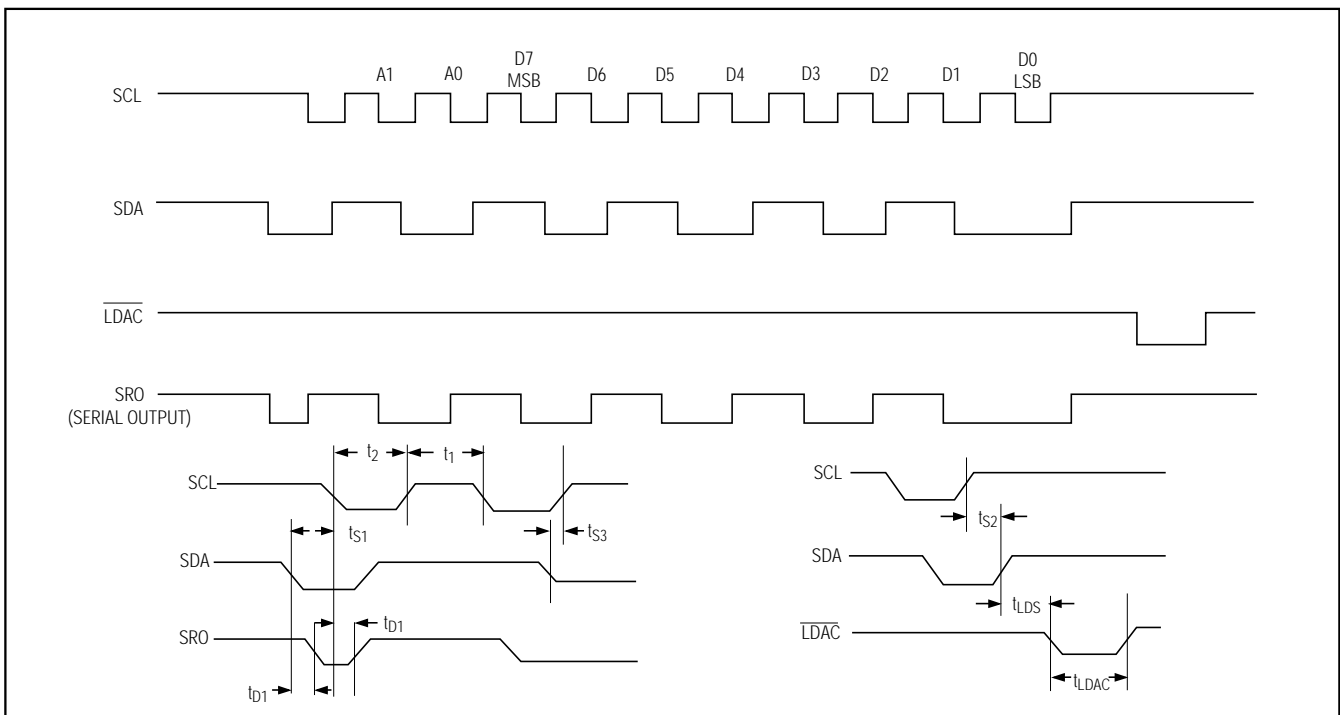 A1 A0 D7 D6 D5 D4 D3 D2 D1 D0
MSB LSB
SCL
SDA
LDAC
SRO
(SERIAL OUTPUT)
t2 t1
SCL
tS1
tS3
SDA
SRO
tD1
tD1
SCL
tS2
SDA
tLDS
LDAC
tLDAC